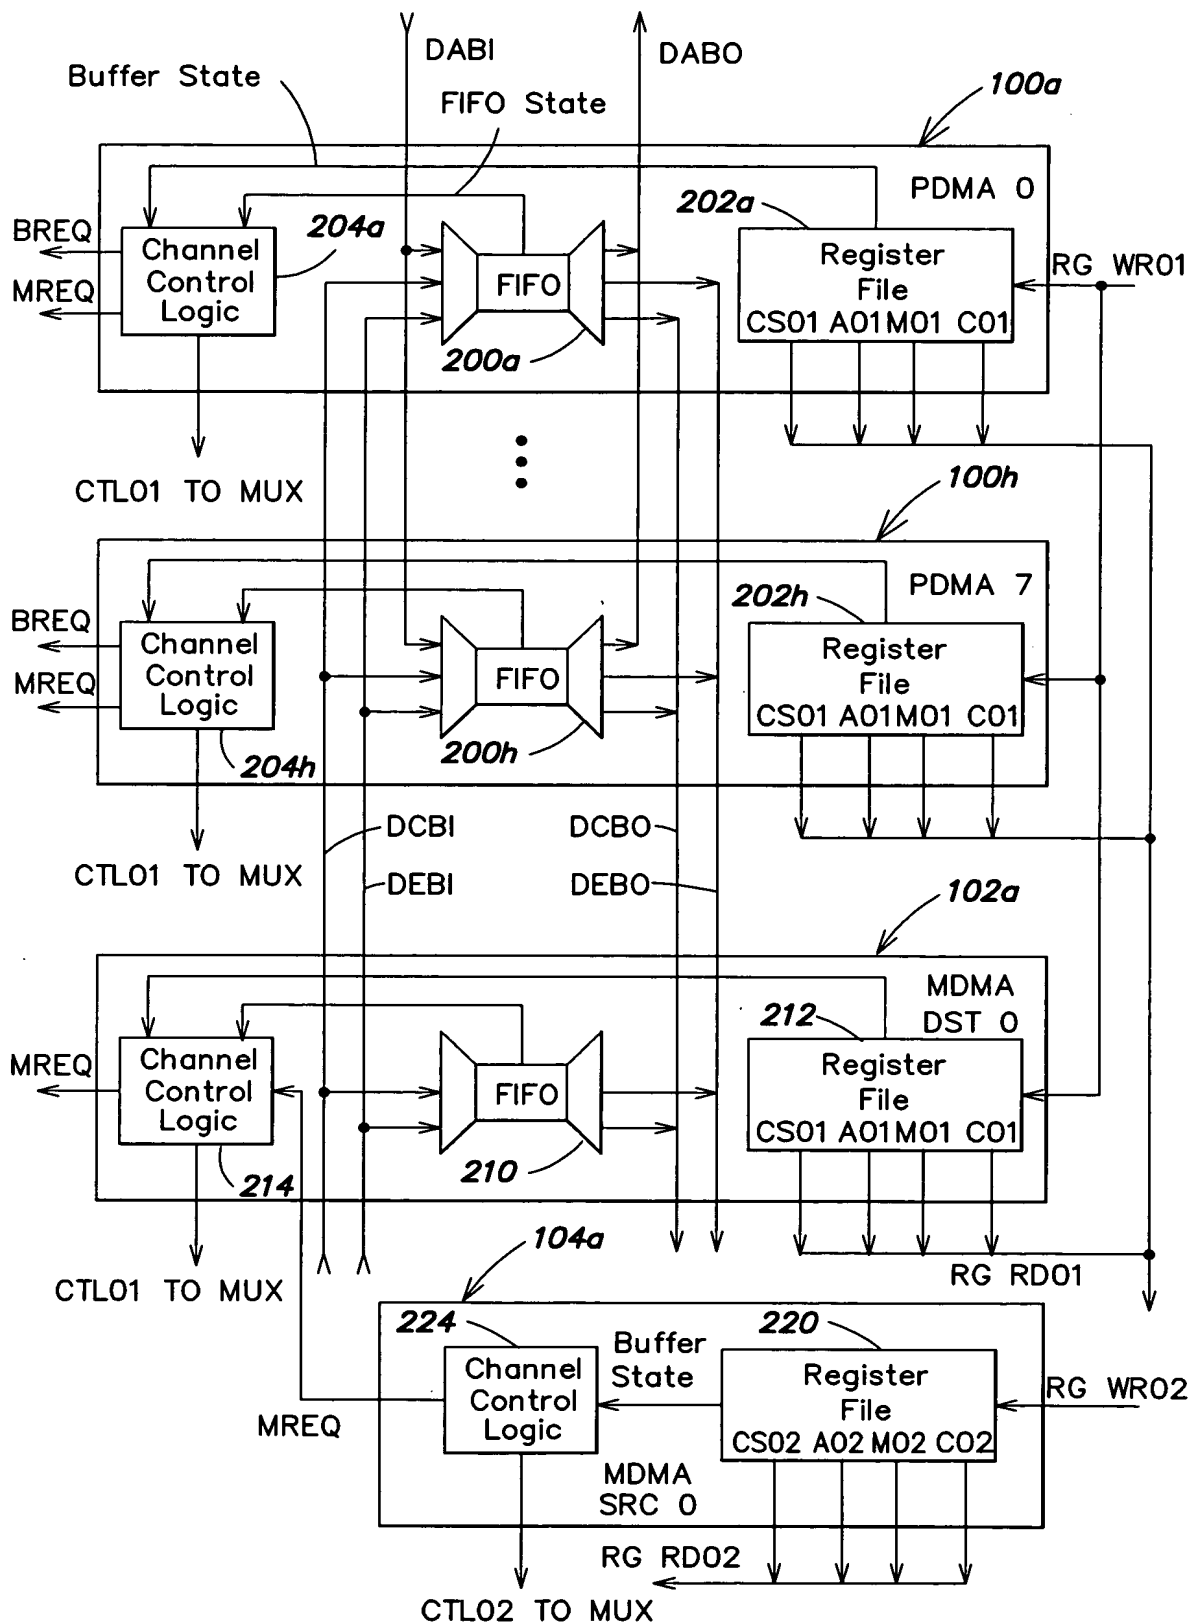 DABI
DABO
Buffer State
FIFO State
100a
PDMA 0
202a
204a
BREQ
MREQ
Channel
Control
Logic
FIFO
200a
Register
File
CS01 A01 M01 C01
RG WR01
CTL01 TO MUX
100h
PDMA 7
202h
BREQ
MREQ
Channel
Control
Logic
204h
FIFO
200h
Register
File
CS01 A01 M01 C01
CTL01 TO MUX
DCBI
DEBI
DCBO
DEBO
102a
MDMA
DST 0
212
MREQ
Channel
Control
Logic
214
FIFO
210
Register
File
CS01 A01 M01 C01
CTL01 TO MUX
RG RD01
104a
224
Channel
Control
Logic
MREQ
Buffer
State
220
Register
File
CS02 A02 M02 C02
RG WR02
MDMA
SRC 0
RG RD02
CTL02 TO MUX